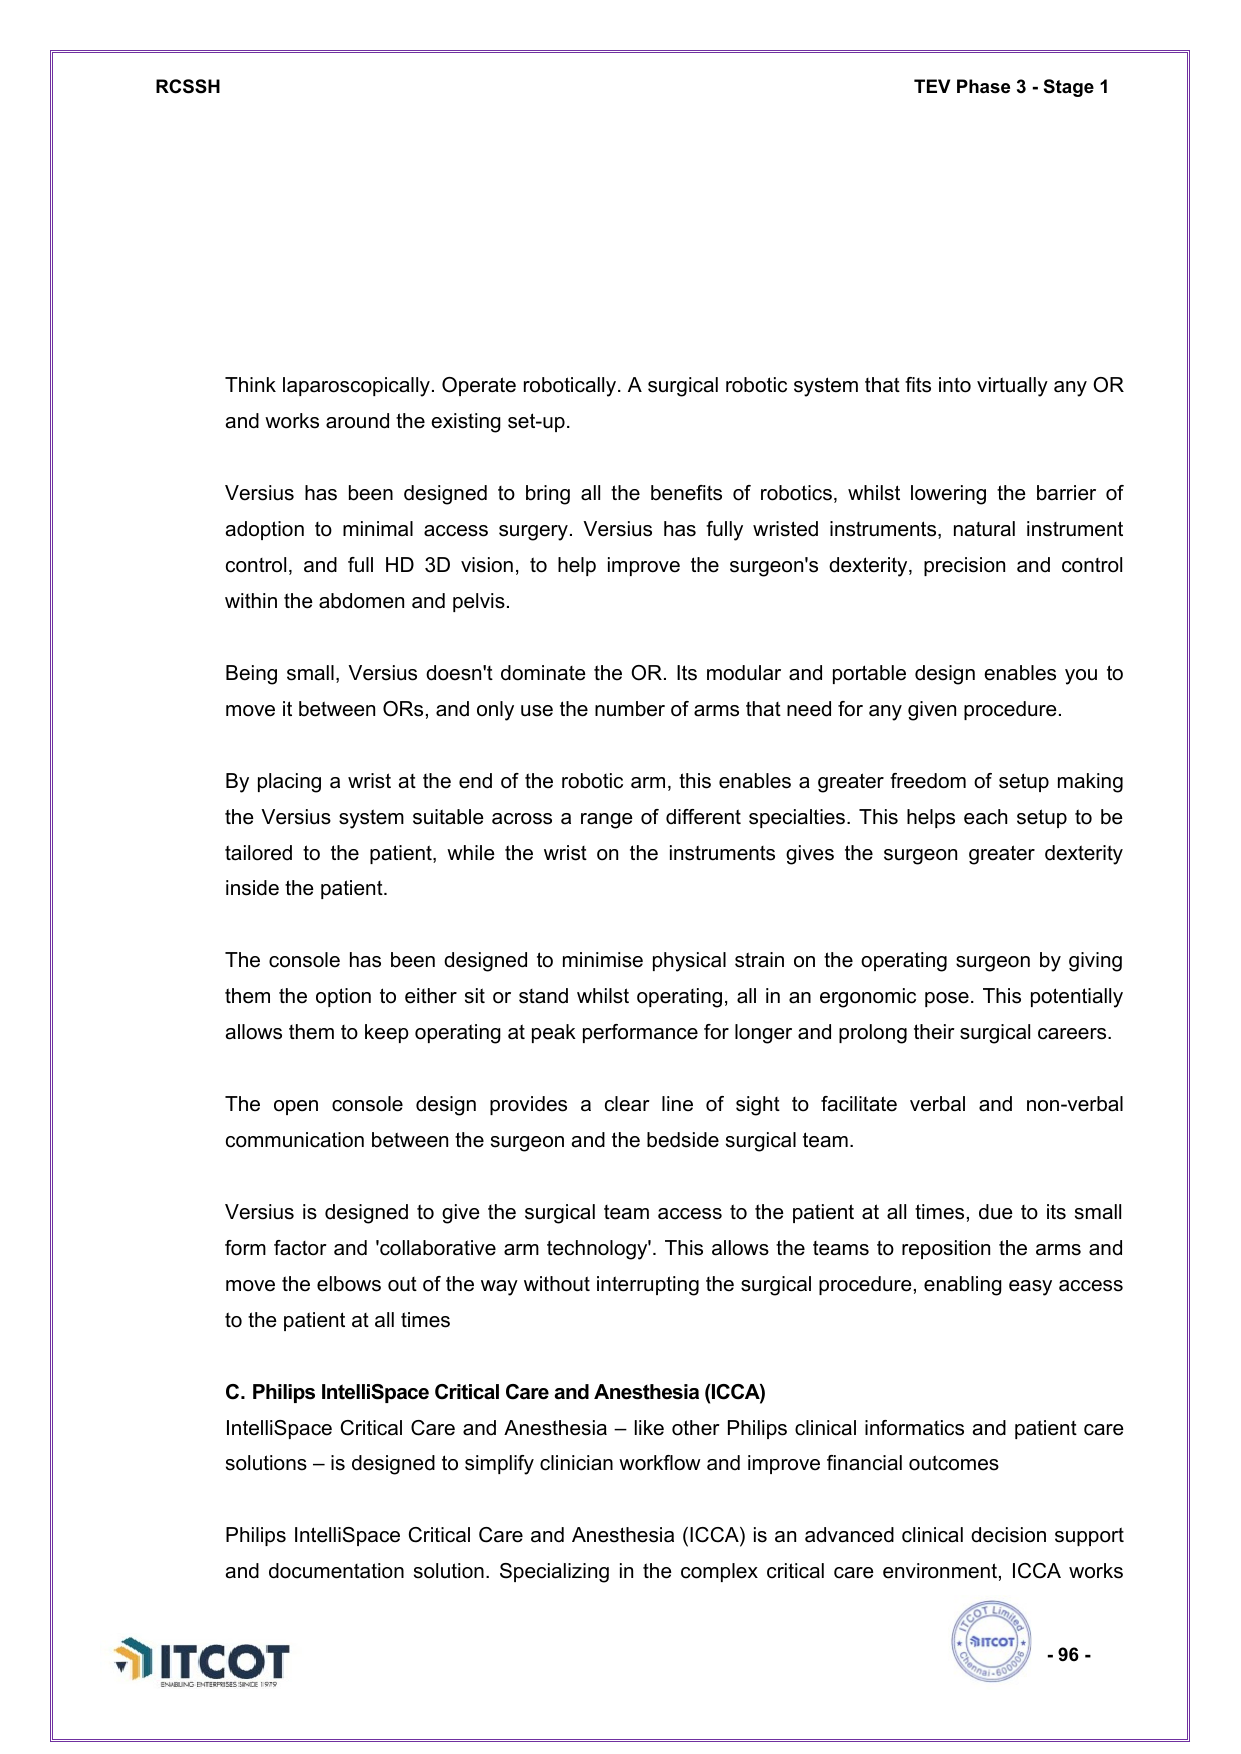 RCSSH TEV Phase 3 - Stage 1
Think laparoscopically. Operate robotically. A surgical robotic system that fits into virtually any OR
and works around the existing set-up.
Versius has been designed to bring all the benefits of robotics, whilst lowering the barrier of
adoption to minimal access surgery. Versius has fully wristed instruments, natural instrument
control, and full HD 3D vision, to help improve the surgeon's dexterity, precision and control
within the abdomen and pelvis.
Being small, Versius doesn't dominate the OR. Its modular and portable design enables you to
move it between ORs, and only use the number of arms that need for any given procedure.
By placing a wrist at the end of the robotic arm, this enables a greater freedom of setup making
the Versius system suitable across a range of different specialties. This helps each setup to be
tailored to the patient, while the wrist on the instruments gives the surgeon greater dexterity
inside the patient.
The console has been designed to minimise physical strain on the operating surgeon by giving
them the option to either sit or stand whilst operating, all in an ergonomic pose. This potentially
allows them to keep operating at peak performance for longer and prolong their surgical careers.
The open console design provides a clear line of sight to facilitate verbal and non-verbal
communication between the surgeon and the bedside surgical team.
Versius is designed to give the surgical team access to the patient at all times, due to its small
form factor and 'collaborative arm technology'. This allows the teams to reposition the arms and
move the elbows out of the way without interrupting the surgical procedure, enabling easy access
to the patient at all times
C. Philips IntelliSpace Critical Care and Anesthesia (ICCA)
IntelliSpace Critical Care and Anesthesia – like other Philips clinical informatics and patient care
solutions – is designed to simplify clinician workflow and improve financial outcomes
Philips IntelliSpace Critical Care and Anesthesia (ICCA) is an advanced clinical decision support
and documentation solution. Specializing in the complex critical care environment, ICCA works
ITCOT
ENABLING ENTERPRISES SINCE 1979
ITCOT Limited
ITCOT
Chennai-600006
- 96 -